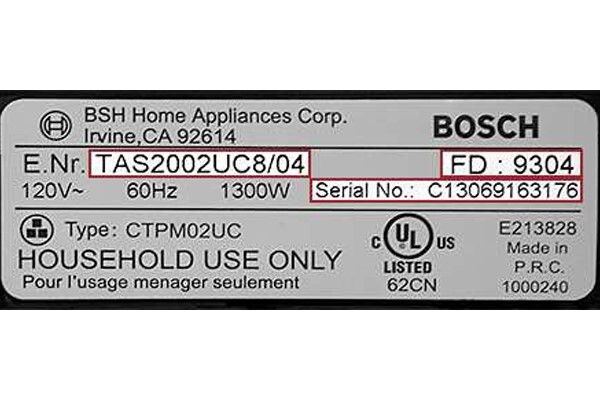 BSH Home Appliances Corp.
Irvine,CA 92614
BOSCH
E.Nr. TAS2002UC8/04 FD : 9304
120V~ 60Hz 1300W Serial No.: C13069163176
Type: CTPM02UC
HOUSEHOLD USE ONLY
Pour l'usage manager seulement
C UL US
LISTED
62CN
E213828
Made in
P.R.C.
1000240